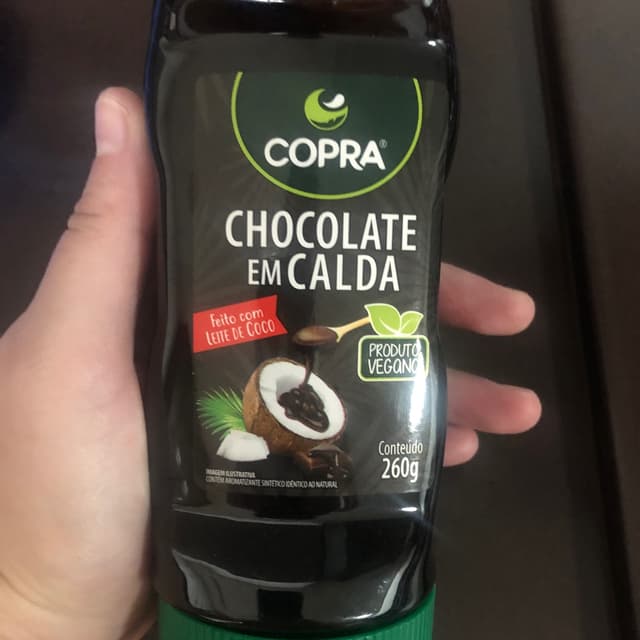 COPRA®
CHOCOLATE
EM CALDA
Feito com
LEITE DE COCO
PRODUTO
VEGANO
Conteúdo
260g
IMAGEM ILUSTRATIVA
CONTÉM AROMATIZANTE SINTÉTICO IDÊNTICO AO NATURAL